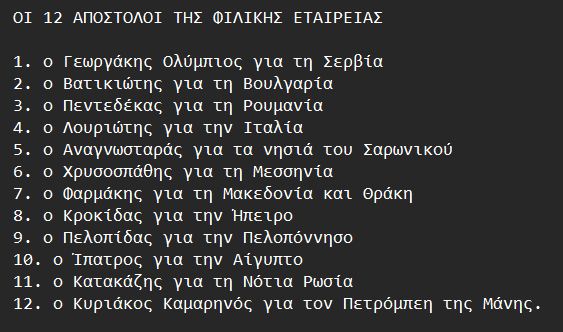 ΟΙ 12 ΑΠΟΣΤΟΛΟΙ ΤΗΣ ΦΙΛΙΚΗΣ ΕΤΑΙΡΕΙΑΣ
1. ο Γεωργάκης Ολύμπιος για τη Σερβία
2. ο Βατικιώτης για τη Βουλγαρία
3. ο Πεντεδέκας για τη Ρουμανία
4. ο Λουριώτης για την Ιταλία
5. ο Αναγνωσταράς για τα νησιά του Σαρωνικού
6. ο Χρυσοσπάθης για τη Μεσσηνία
7. ο Φαρμάκης για τη Μακεδονία και Θράκη
8. ο Κροκίδας για την Ήπειρο
9. ο Πελοπίδας για την Πελοπόννησο
10. ο Ίπατρος για την Αίγυπτο
11. ο Κατακάζης για τη Νότια Ρωσία
12. ο Κυριάκος Καμαρηνός για τον Πετρόμπεη της Μάνης.